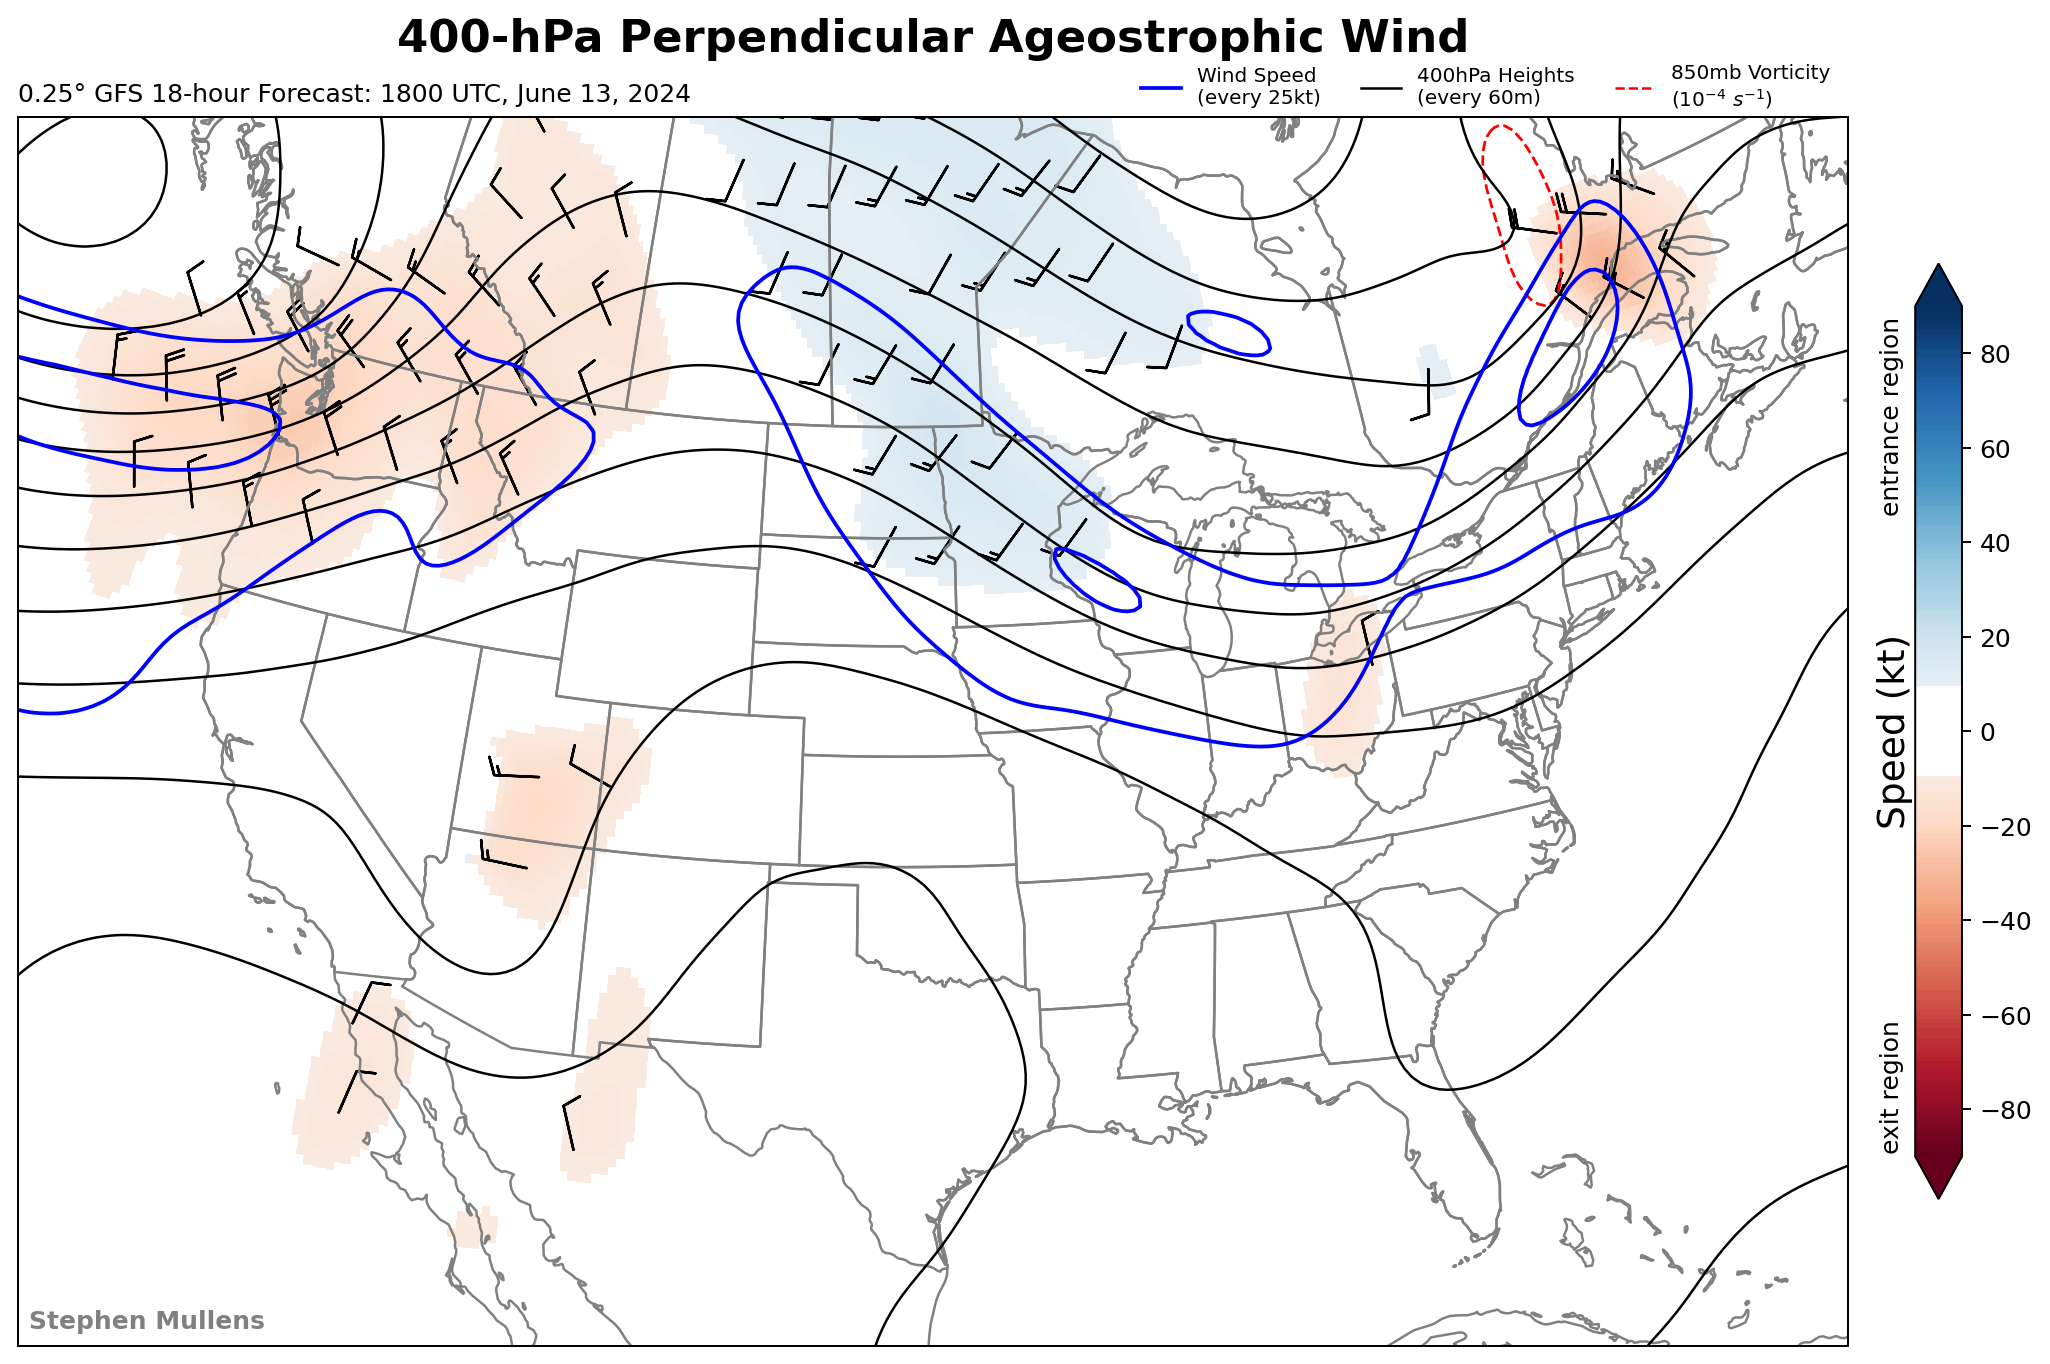 400-hPa Perpendicular Ageostrophic Wind
0.25° GFS 18-hour Forecast: 1800 UTC, June 13, 2024
Wind Speed
(every 25kt)
400hPa Heights
(every 60m)
850mb Vorticity
(10⁻⁴ s⁻¹)
entrance region
Speed (kt)
exit region
80
60
40
20
0
−20
−40
−60
−80
Stephen Mullens